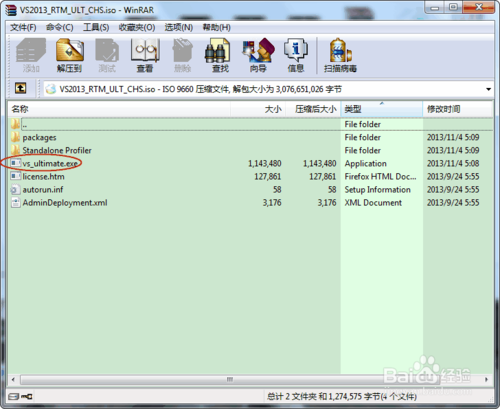 VS2013_RTM_ULT_CHS.iso - WinRAR
文件(F) 命令(C) 工具(S) 收藏夹(O) 选项(N) 帮助(H)
添加 解压到 测试 查看 删除 查找 向导 信息 扫描病毒
VS2013_RTM_ULT_CHS.iso - ISO 9660 压缩文件, 解包大小为 3,076,651,026 字节
名称 大小 压缩后大小 类型 修改时间
.. File folder
packages File folder 2013/11/4 5:09
Standalone Profiler File folder 2013/11/4 5:09
vs_ultimate.exe 1,143,480 1,143,480 Application 2013/11/4 5:08
license.htm 127,861 127,861 Firefox HTML Doc... 2013/9/24 5:55
autorun.inf 58 58 Setup Information 2013/9/24 5:55
AdminDeployment.xml 3,176 3,176 XML Document 2013/9/24 5:55
Baidu经验
jingyan.baidu.com
总计 2 文件夹 和 1,274,575 字节(4 个文件)